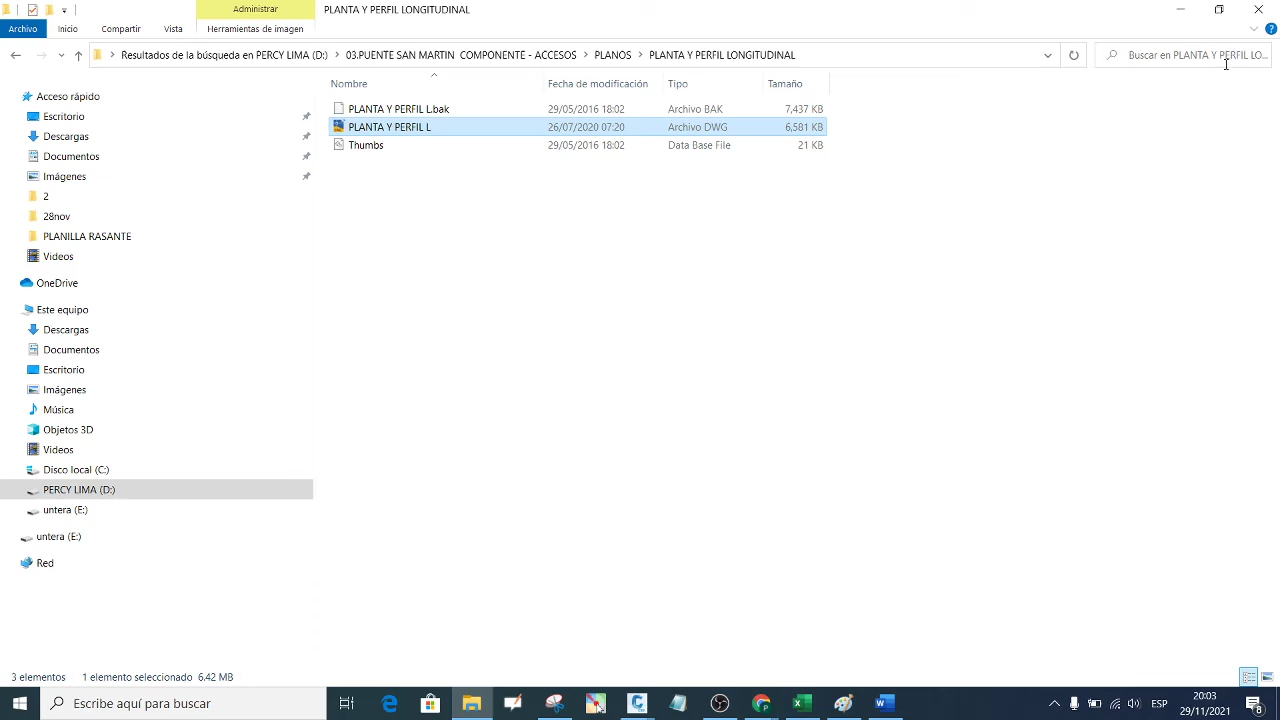 Administrar
PLANTA Y PERFIL LONGITUDINAL
Archivo
Inicio
Compartir
Vista
Herramientas de imagen
Resultados de la búsqueda en PERCY LIMA (D:)
03.PUENTE SAN MARTIN COMPONENTE - ACCESOS
PLANOS
PLANTA Y PERFIL LONGITUDINAL
Buscar en PLANTA Y PERFIL LO...
Nombre
Fecha de modificación
Tipo
Tamaño
PLANTA Y PERFIL L.bak
29/05/2016 18:02
Archivo BAK
7,437 KB
PLANTA Y PERFIL L
26/07/2020 07:20
Archivo DWG
6,581 KB
Thumbs
29/05/2016 18:02
Data Base File
21 KB
Acceso rápido
Escritorio
Descargas
Documentos
Imágenes
2
28nov
PLANILLA RASANTE
Videos
OneDrive
Este equipo
Descargas
Documentos
Escritorio
Imágenes
Música
Objetos 3D
Videos
Disco local (C:)
PERCY LIMA (D:)
untera (E:)
untera (E:)
Red
3 elementos
1 elemento seleccionado 6.42 MB
Escribe aquí para buscar
ESP
20:03
29/11/2021
8